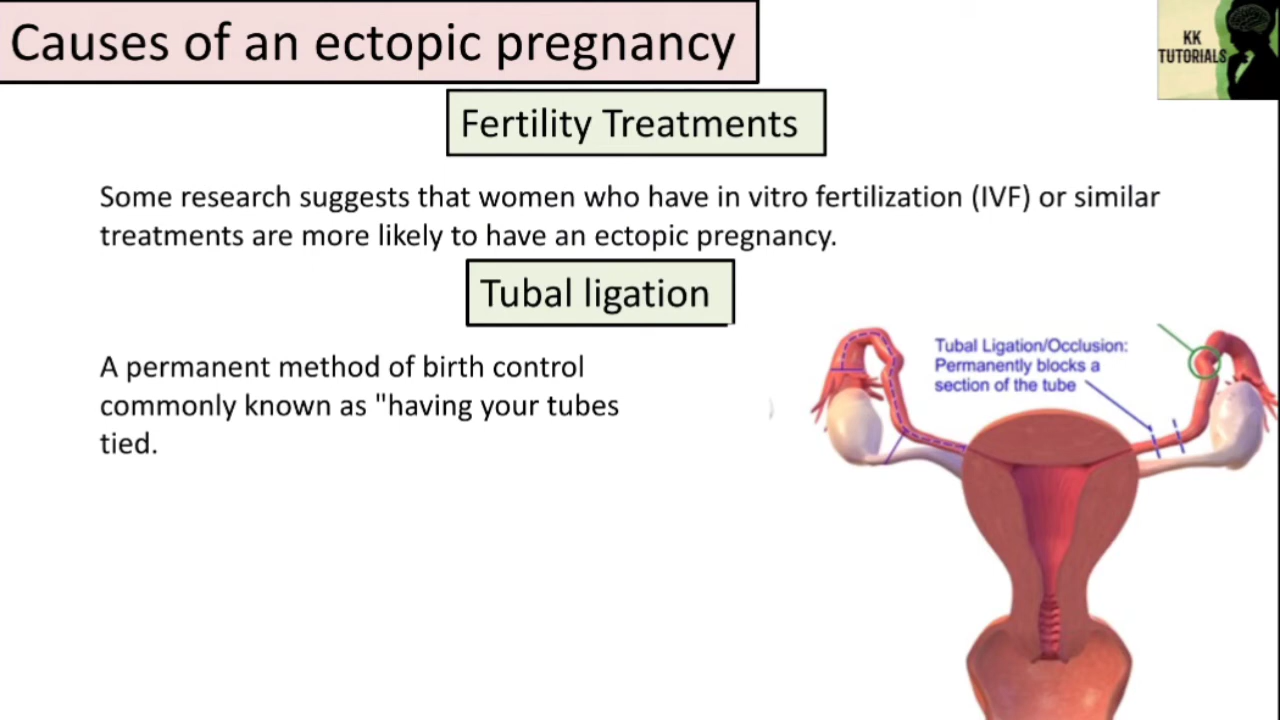 Causes of an ectopic pregnancy
KK
TUTORIALS
Fertility Treatments
Some research suggests that women who have in vitro fertilization (IVF) or similar
treatments are more likely to have an ectopic pregnancy.
Tubal ligation
A permanent method of birth control
commonly known as "having your tubes
tied.
Tubal Ligation/Occlusion:
Permanently blocks a
section of the tube